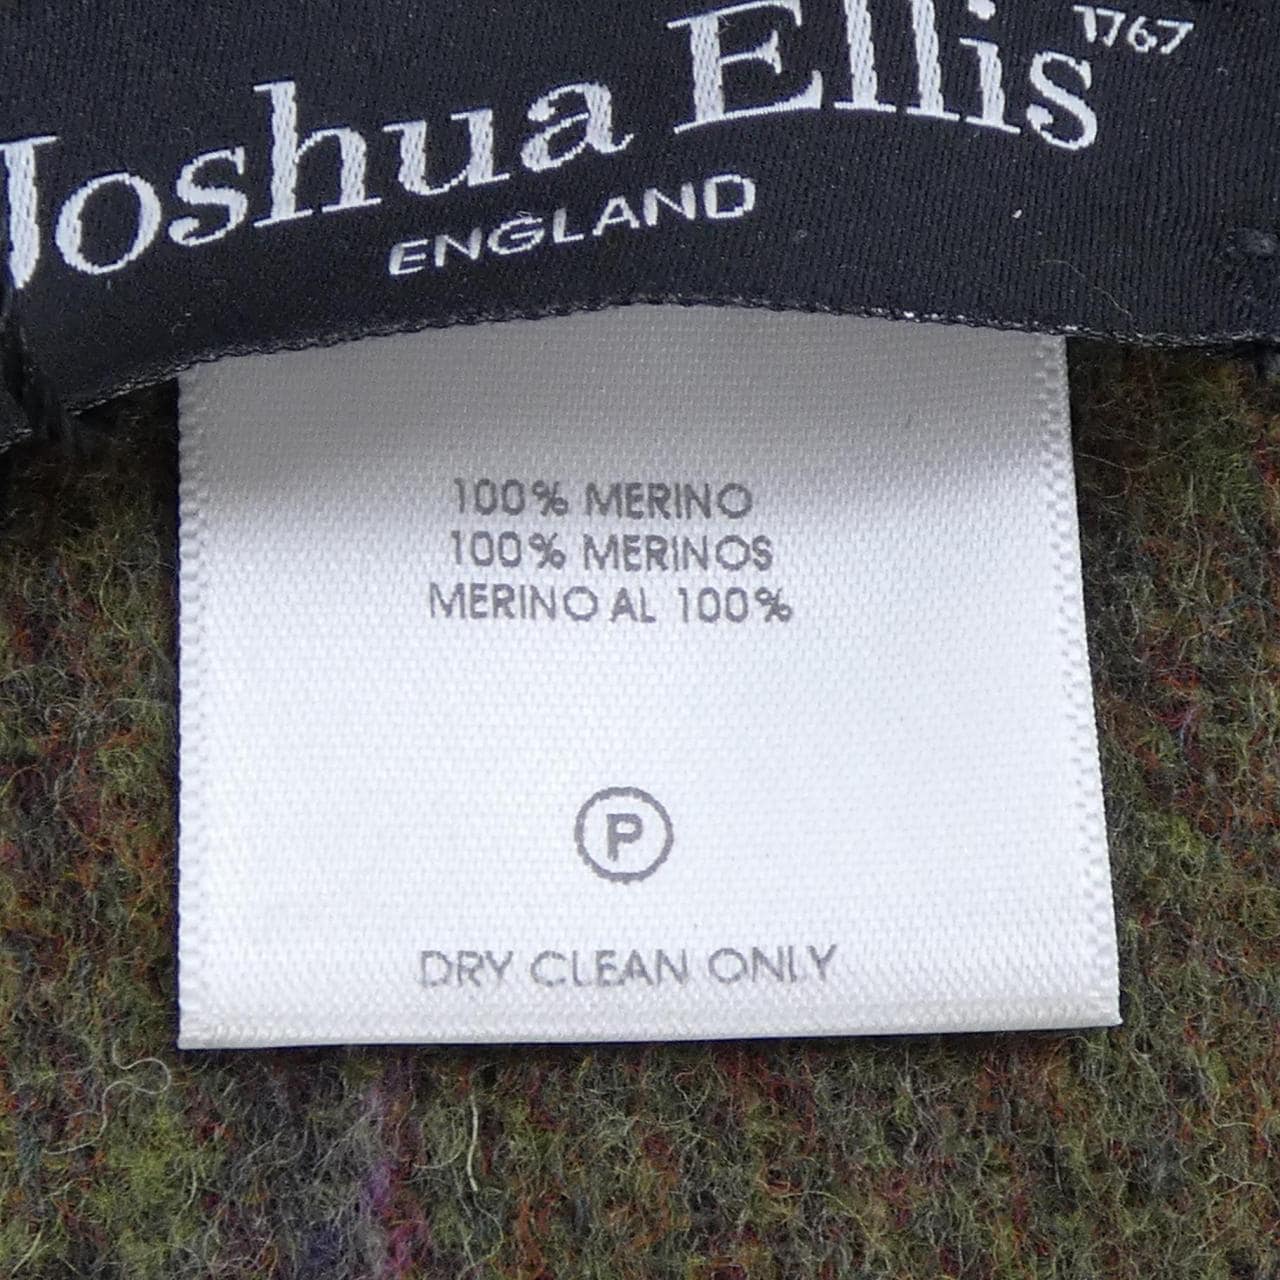 Joshua Ellis 1767
ENGLAND
100% MERINO
100% MERINOS
MERINO AL 100%
P
DRY CLEAN ONLY